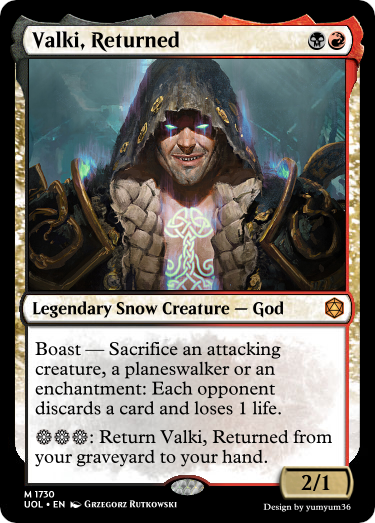 Valki, Returned
Legendary Snow Creature — God
Boast — Sacrifice an attacking
creature, a planeswalker or an
enchantment: Each opponent
discards a card and loses 1 life.
: Return Valki, Returned from
your graveyard to your hand.
2/1
M 1730
UOL • EN Grzegorz Rutkowski
Design by yumyum36